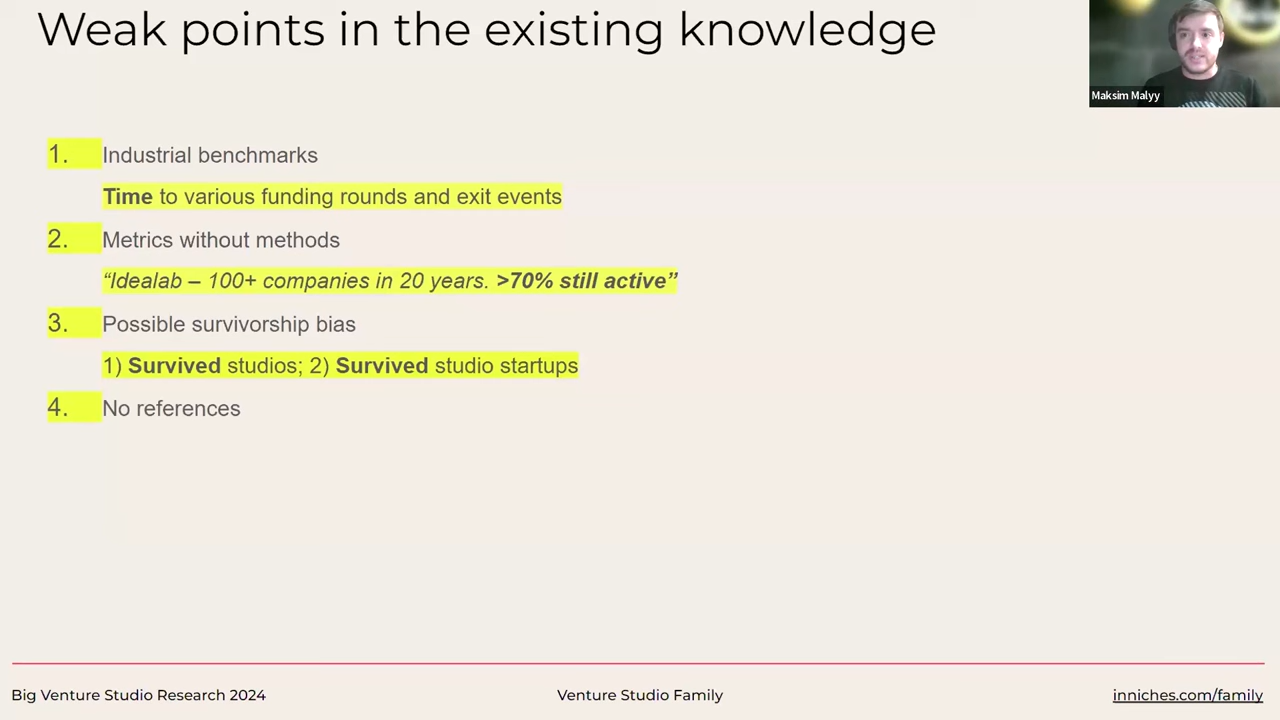 Weak points in the existing knowledge
Maksim Malyy
1. Industrial benchmarks
Time to various funding rounds and exit events
2. Metrics without methods
“Idealab – 100+ companies in 20 years. >70% still active”
3. Possible survivorship bias
1) Survived studios; 2) Survived studio startups
4. No references
Big Venture Studio Research 2024
Venture Studio Family
inniches.com/family